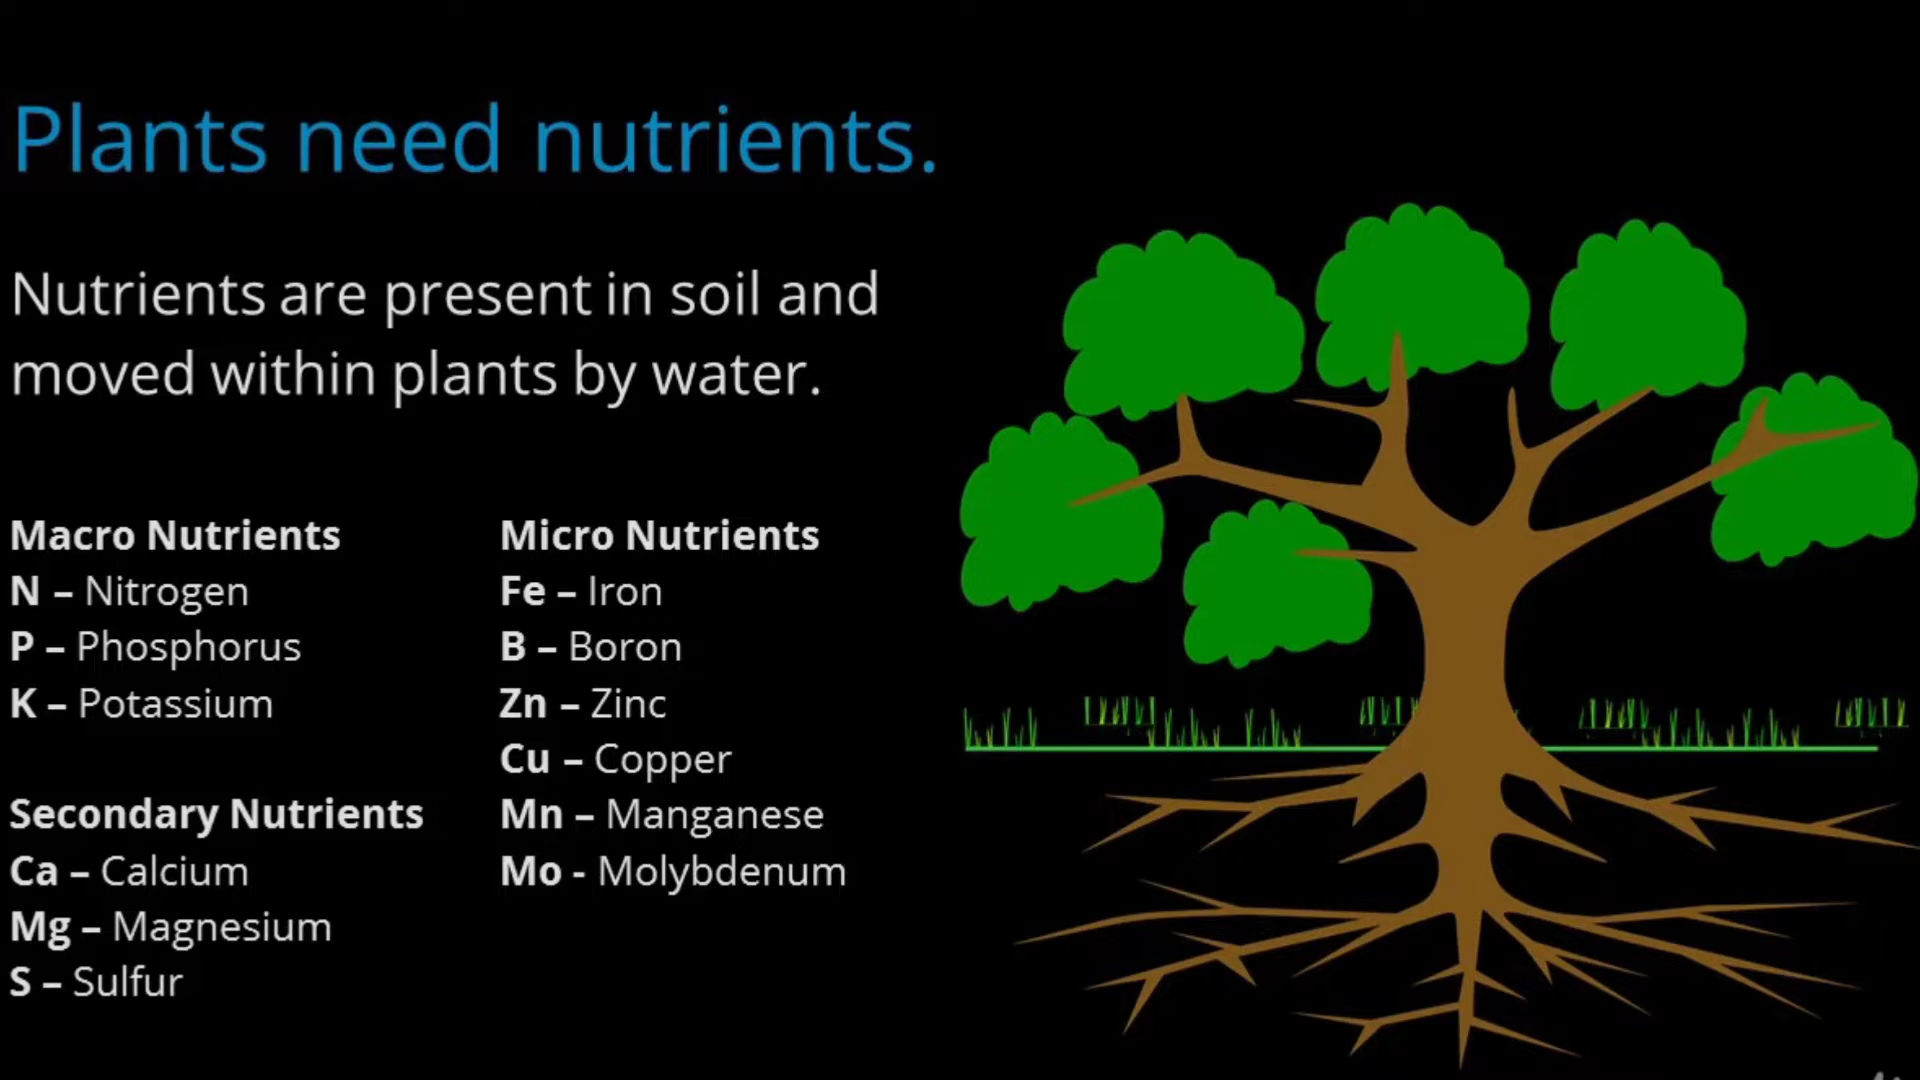 Plants need nutrients.
Nutrients are present in soil and
moved within plants by water.
Macro Nutrients
N – Nitrogen
P – Phosphorus
K – Potassium
Secondary Nutrients
Ca – Calcium
Mg – Magnesium
S – Sulfur
Micro Nutrients
Fe – Iron
B – Boron
Zn – Zinc
Cu – Copper
Mn – Manganese
Mo - Molybdenum